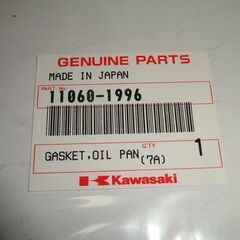 GENUINE PARTS
MADE IN JAPAN
PART No.
11060-1996
GASKET,OIL PAN
(7A)
QTY
1
Kawasaki